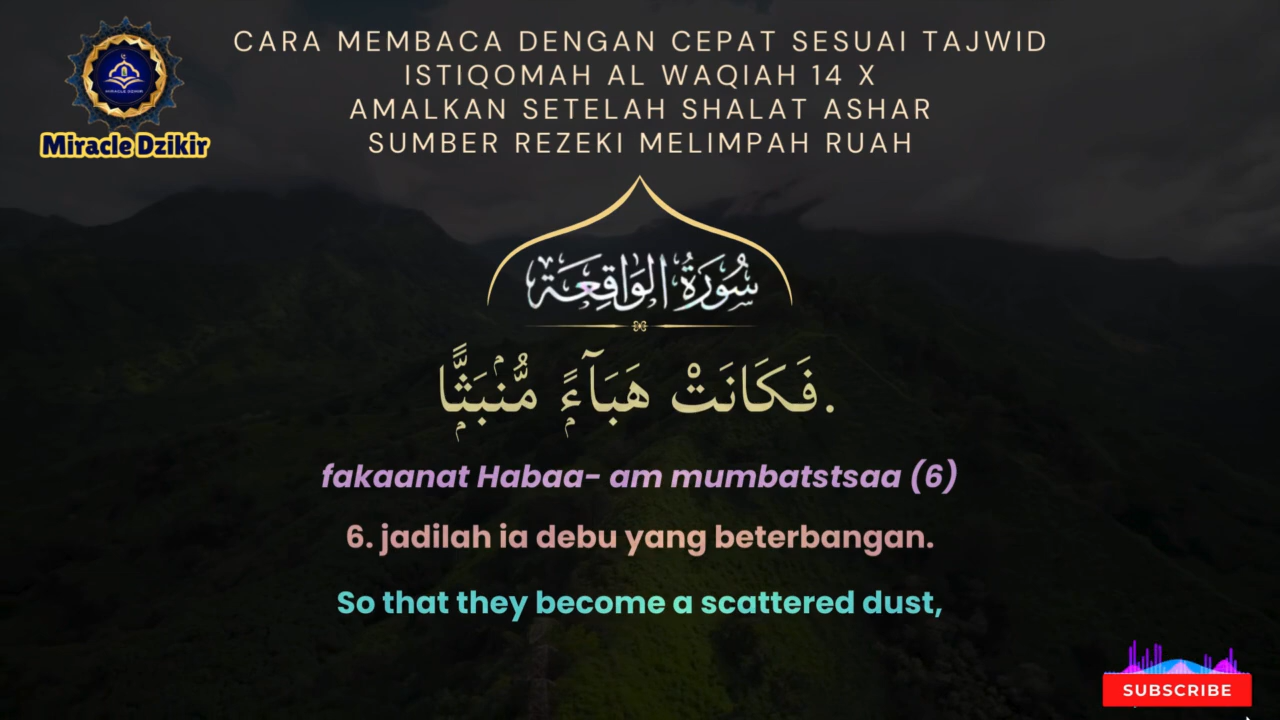 CARA MEMBACA DENGAN CEPAT SESUAI TAJWID
ISTIQOMAH AL WAQIAH 14 X
AMALKAN SETELAH SHALAT ASHAR
SUMBER REZEKI MELIMPAH RUAH
MIRACLE DZIKIR
Miracle Dzikir
سُورَةُ الوَاقِعَة
فَكَانَتْ هَبَآءًۭ مُّنۢبَثًّۭا.
fakaanat Habaa- am mumbatstsaa (6)
6. jadilah ia debu yang beterbangan.
So that they become a scattered dust,
SUBSCRIBE